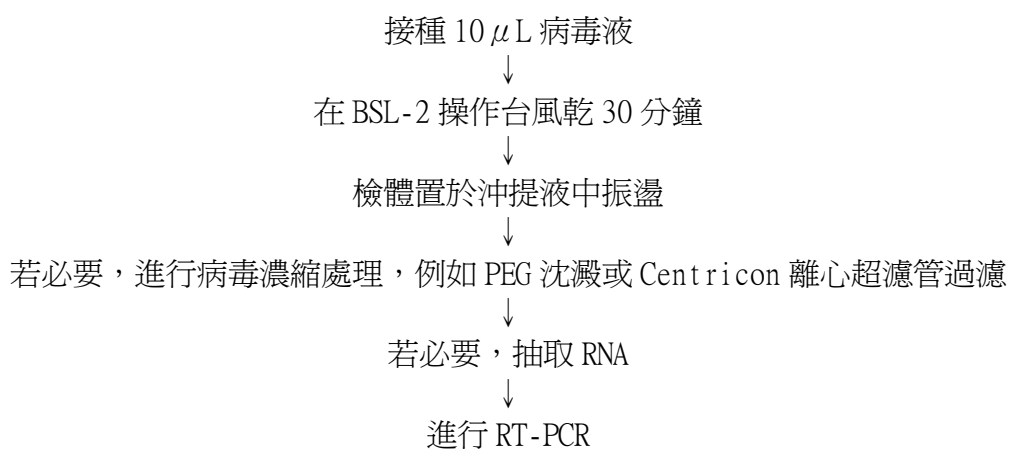 接種 10μL 病毒液
↓
在 BSL-2 操作台風乾 30 分鐘
↓
檢體置於沖提液中振盪
↓
若必要，進行病毒濃縮處理，例如 PEG 沈澱或 Centricon 離心超濾管過濾
↓
若必要，抽取 RNA
↓
進行 RT-PCR